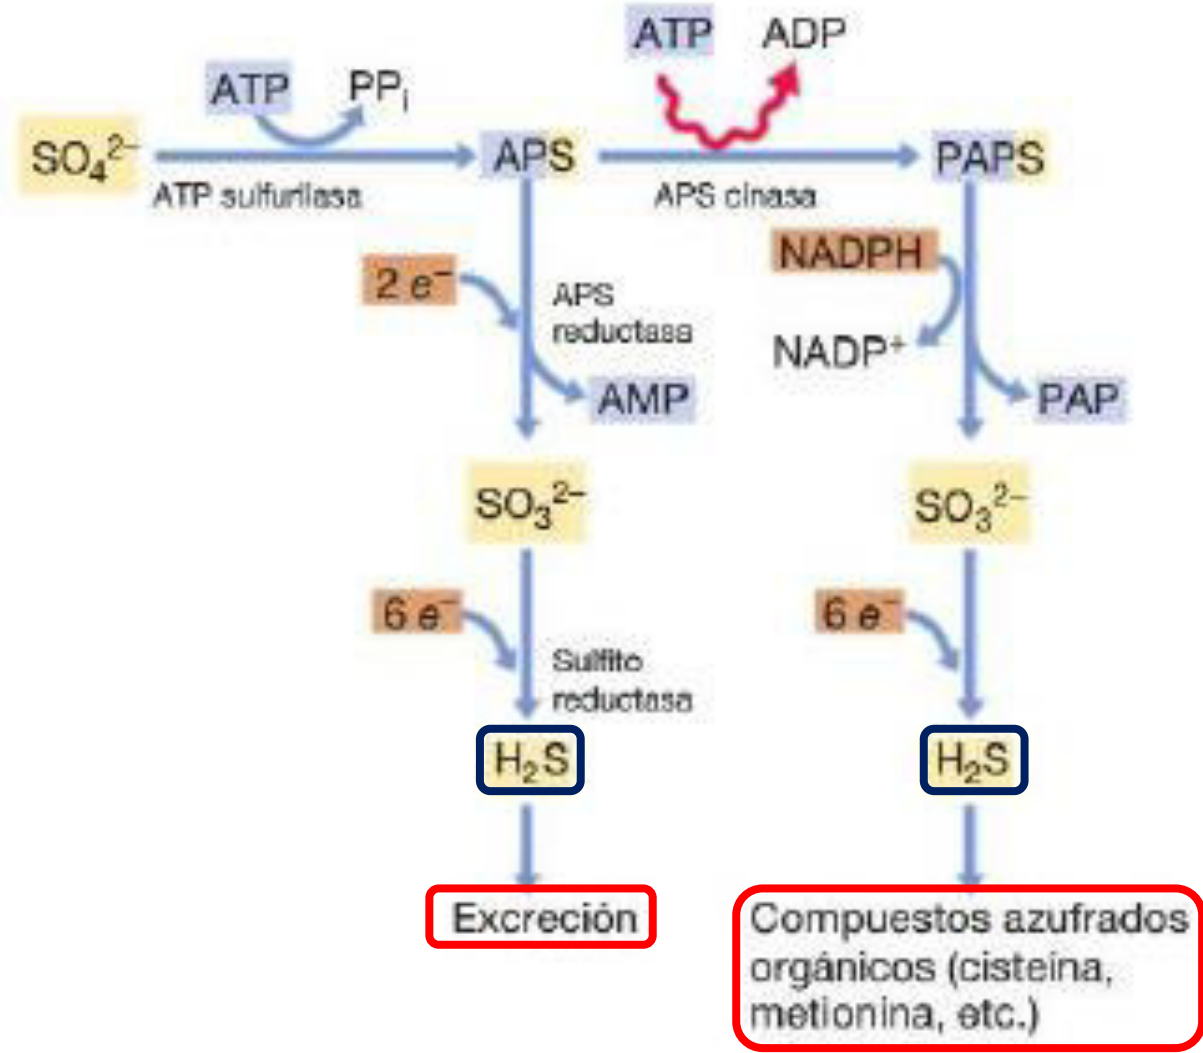 ATP ADP
ATP PPi
SO₄²⁻ APS PAPS
ATP sulfurilasa APS cinasa
NADPH
2 e⁻
APS
reductasa
NADP⁺
AMP PAP
SO₃²⁻ SO₃²⁻
6 e⁻ 6 e⁻
Sulfito
reductasa
H₂S H₂S
Excreción
Compuestos azufrados
orgánicos (cisteína,
metionina, etc.)